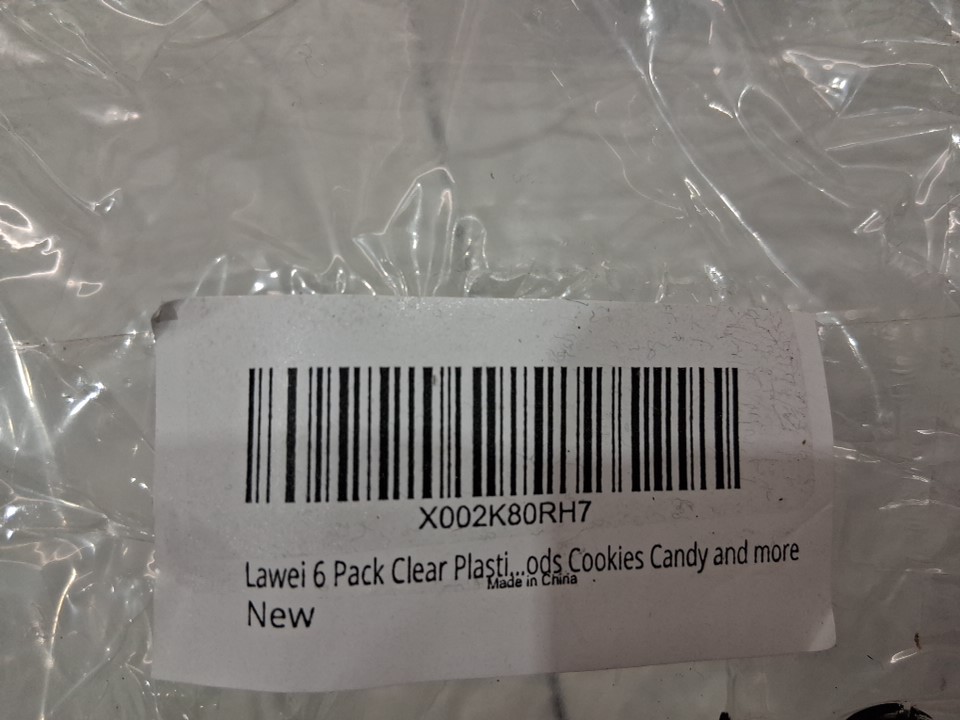 X002K80RH7
Lawei 6 Pack Clear Plasti...ods Cookies Candy and more
Made in China
New